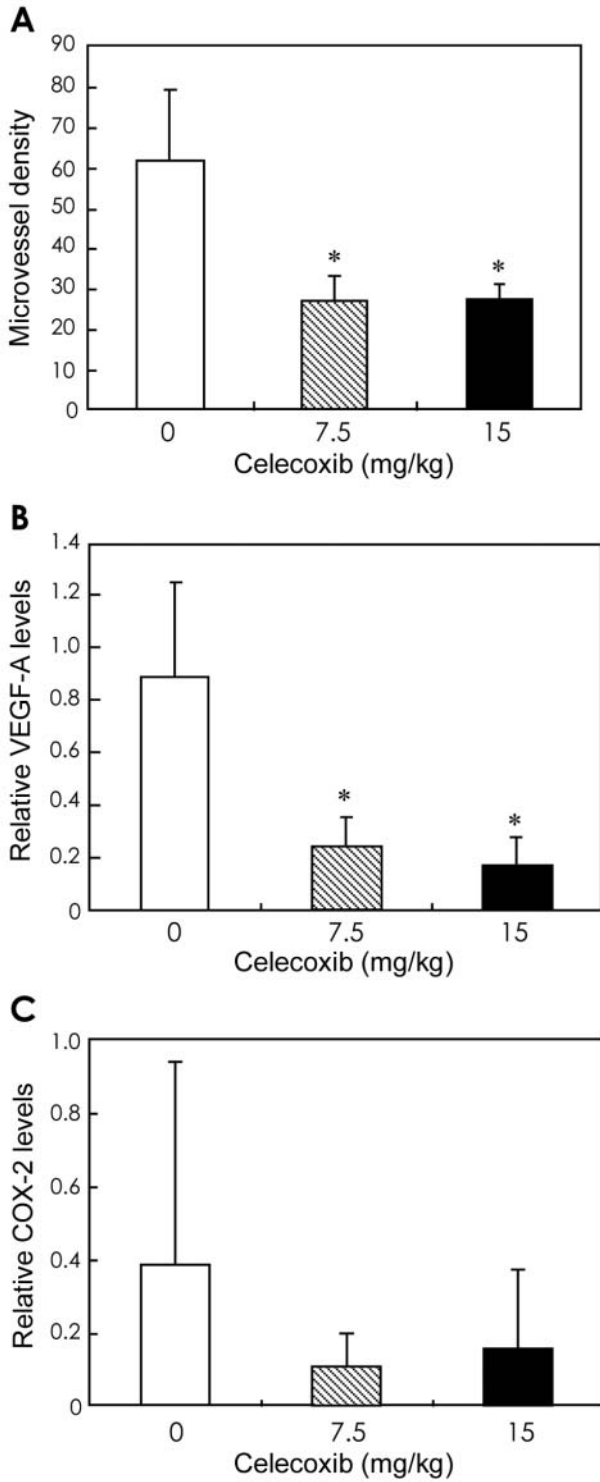 A
90
80
70
60
50
40
30
20
10
0
Microvessel density
*
*
0 7.5 15
Celecoxib (mg/kg)
B
1.4
1.2
1.0
0.8
0.6
0.4
0.2
0
Relative VEGF-A levels
*
*
0 7.5 15
Celecoxib (mg/kg)
C
1.0
0.8
0.6
0.4
0.2
0
Relative COX-2 levels
0 7.5 15
Celecoxib (mg/kg)